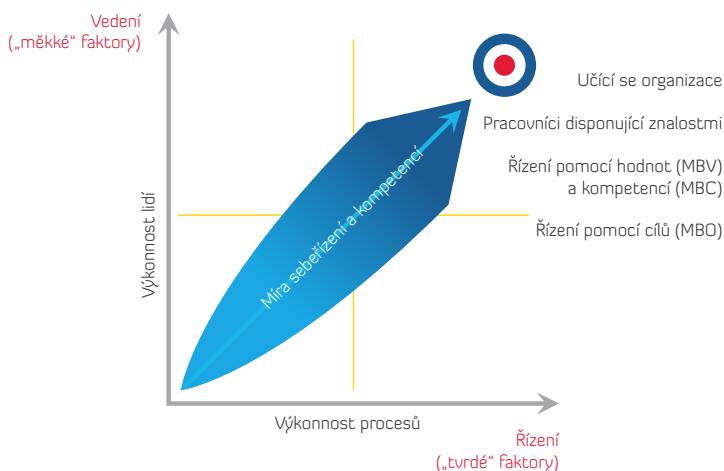 Vedení
(„měkké“ faktory)
Učící se organizace
Pracovníci disponující znalostmi
Řízení pomocí hodnot (MBV)
a kompetencí (MBC)
Řízení pomocí cílů (MBO)
Výkonnost lidí
Míra sebeřízení a kompetencí
Výkonnost procesů
Řízení
(„tvrdé“ faktory)